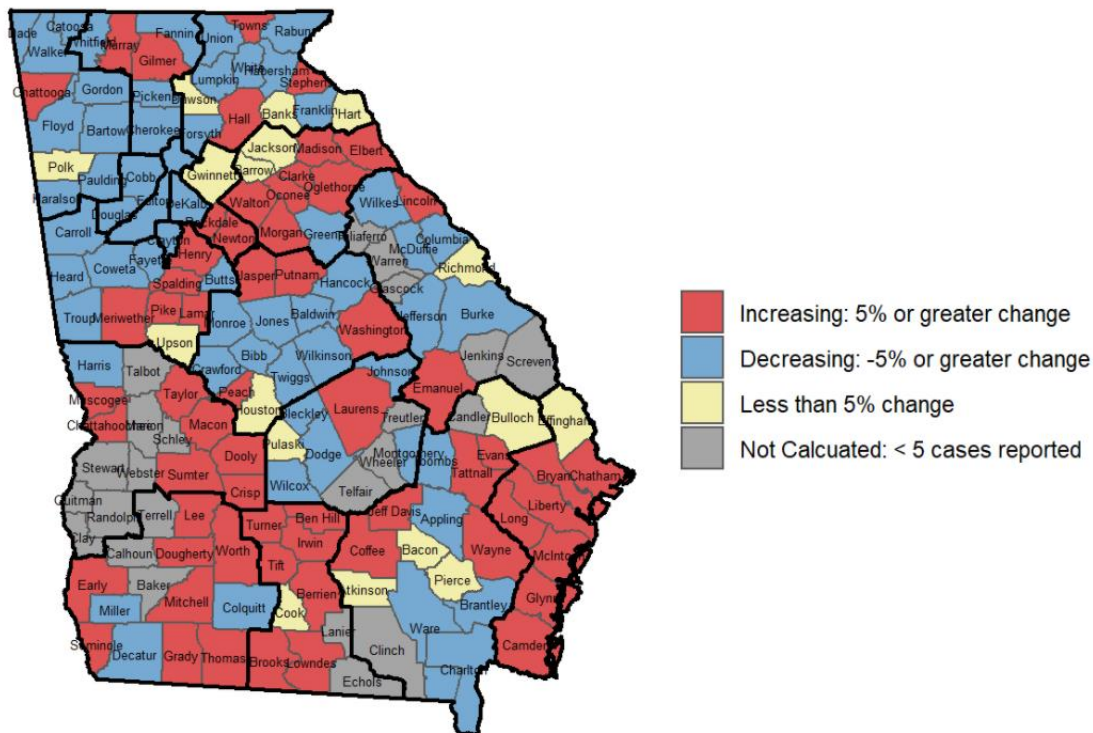 Dade
Catoosa
Whitfield
Murray
Fannin
Union
Towns
Rabun
Walker
Gilmer
White
Habersham
Lumpkin
Stephens
Chattooga
Gordon
Pickens
Dawson
Hall
Banks
Franklin
Hart
Floyd
Bartow
Cherokee
Forsyth
Jackson
Madison
Elbert
Polk
Gwinnett
Barrow
Clarke
Oglethorpe
Paulding
Cobb
Oconee
Wilkes
Lincoln
Haralson
Fulton
DeKalb
Walton
Douglas
Rockdale
Morgan
Greene
Taliaferro
McDuffie
Columbia
Carroll
Clayton
Newton
Henry
Warren
Richmond
Fayette
Heard
Coweta
Spalding
Butts
Jasper
Putnam
Hancock
Glascock
Jefferson
Burke
Troup
Meriwether
Pike
Lamar
Monroe
Jones
Baldwin
Washington
Upson
Harris
Talbot
Crawford
Bibb
Twiggs
Wilkinson
Johnson
Emanuel
Jenkins
Screven
Muscogee
Taylor
Peach
Houston
Bleckley
Laurens
Treutlen
Candler
Bulloch
Effingham
Chattahoochee
Marion
Macon
Schley
Dooly
Pulaski
Dodge
Wheeler
Montgomery
Toombs
Tattnall
Evans
Bryan
Chatham
Stewart
Webster
Sumter
Crisp
Wilcox
Telfair
Liberty
Quitman
Randolph
Terrell
Lee
Turner
Ben Hill
Jeff Davis
Appling
Long
Clay
Calhoun
Dougherty
Worth
Irwin
Coffee
Bacon
Wayne
McIntosh
Early
Baker
Mitchell
Tift
Berrien
Atkinson
Pierce
Glynn
Miller
Colquitt
Cook
Ware
Brantley
Seminole
Decatur
Grady
Thomas
Brooks
Lowndes
Lanier
Clinch
Echols
Charlton
Camden
Increasing: 5% or greater change
Decreasing: -5% or greater change
Less than 5% change
Not Calcuated: < 5 cases reported